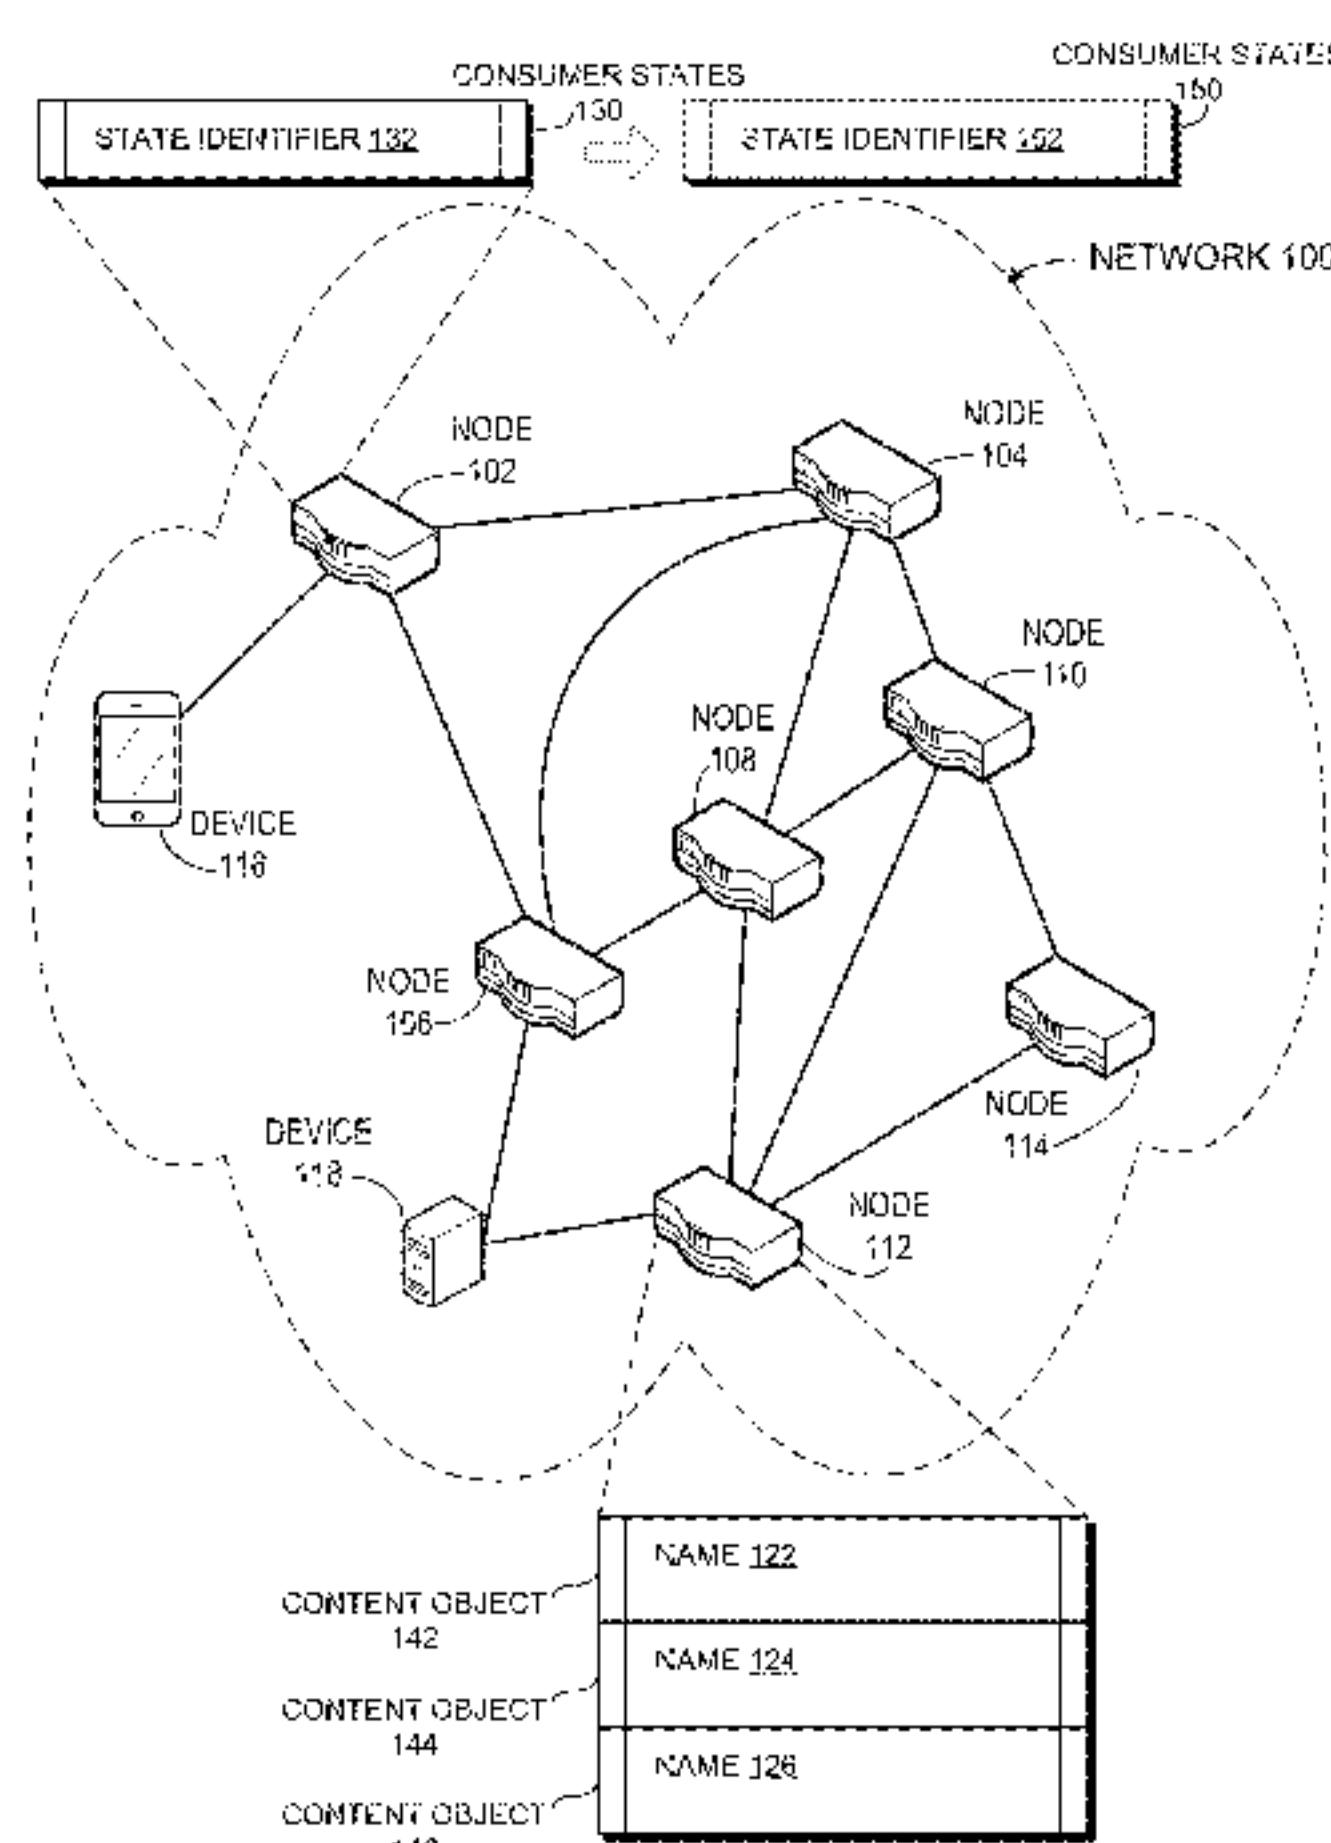 CONSUMER STATES
130
STATE IDENTIFIER 132
CONSUMER STATES
150
STATE IDENTIFIER 152
NETWORK 100
NODE
102
NODE
104
NODE
110
NODE
108
DEVICE
116
NODE
106
NODE
114
DEVICE
118
NODE
112
NAME 122
CONTENT OBJECT
142
NAME 124
CONTENT OBJECT
144
NAME 126
CONTENT OBJECT